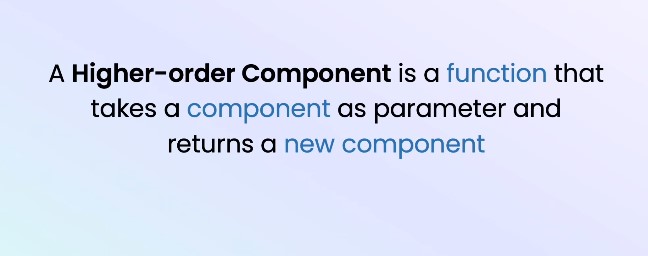 A Higher-order Component is a function that
takes a component as parameter and
returns a new component